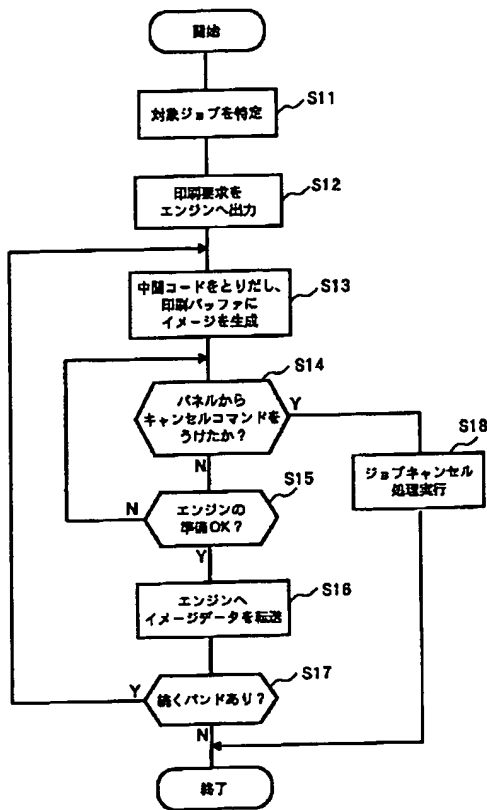 開始
対象ジョブを特定
S11
印刷要求を
エンジンへ出力
S12
中間コードをとりだし、
印刷バッファに
イメージを生成
S13
パネルから
キャンセルコマンドを
うけたか？
S14
Y
N
ジョブキャンセル
処理実行
S18
エンジンの
準備OK？
S15
N
Y
エンジンへ
イメージデータを転送
S16
続くバンドあり？
S17
Y
N
終了